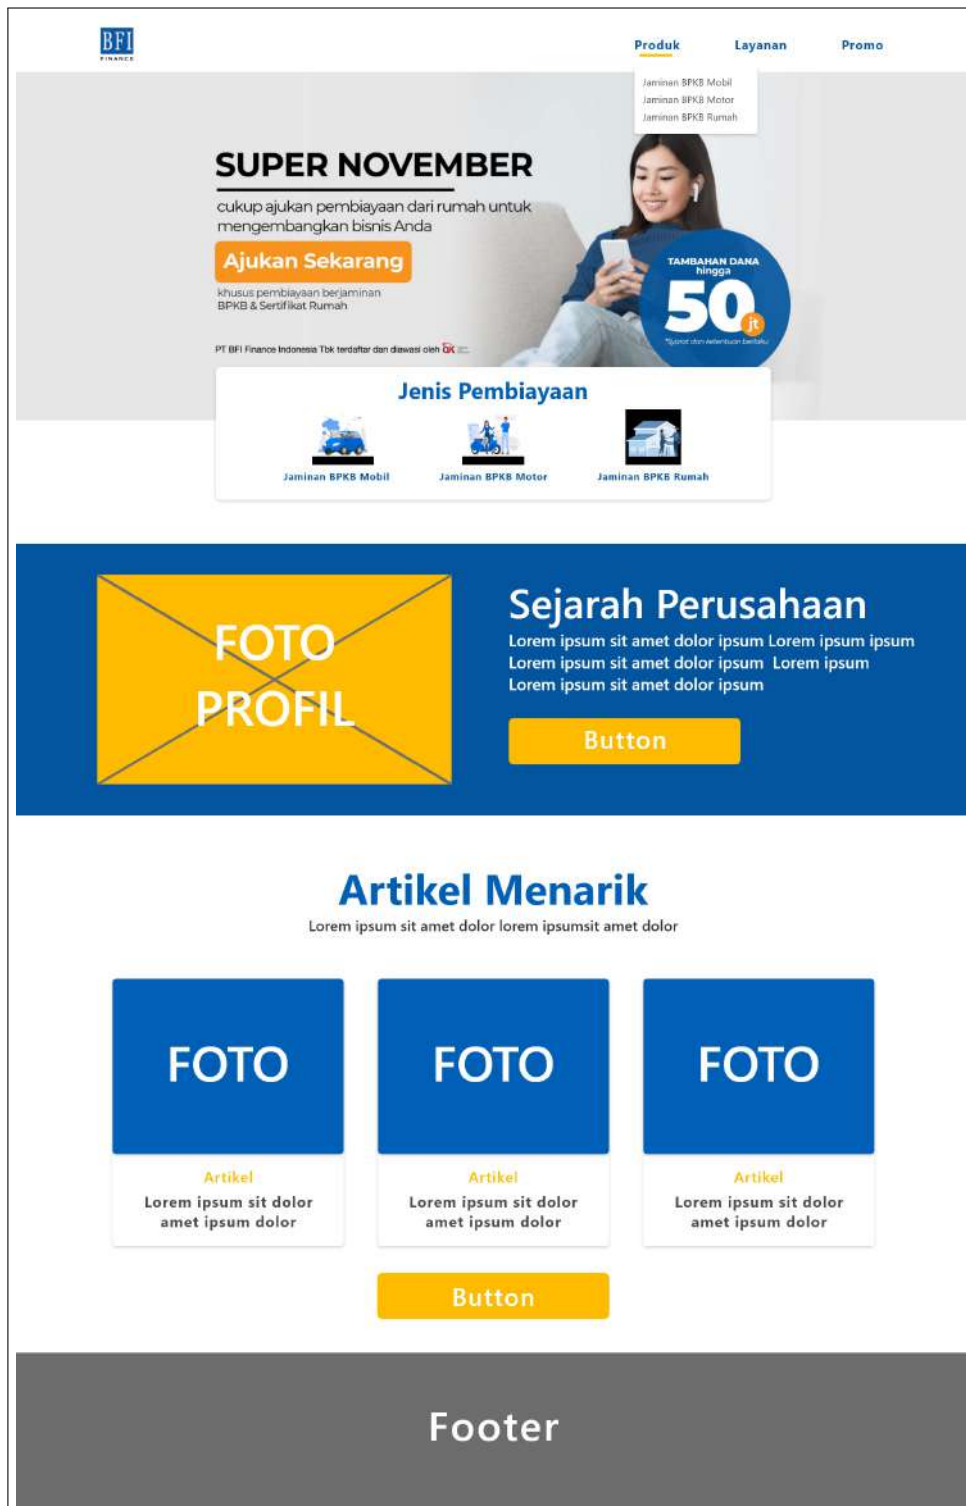 BFI
FINANCE
Produk Layanan Promo
Jaminan BPKB Mobil
Jaminan BPKB Motor
Jaminan BPKB Rumah
SUPER NOVEMBER
cukup ajukan pembiayaan dari rumah untuk
mengembangkan bisnis Anda
Ajukan Sekarang
khusus pembiayaan berjaminan
BPKB & Sertifikat Rumah
TAMBAHAN DANA
hingga
50 jt
*Syarat dan ketentuan berlaku
PT BFI Finance Indonesia Tbk terdaftar dan diawasi oleh OJK
Jenis Pembiayaan
Jaminan BPKB Mobil Jaminan BPKB Motor Jaminan BPKB Rumah
FOTO
PROFIL
Sejarah Perusahaan
Lorem ipsum sit amet dolor ipsum Lorem ipsum ipsum
Lorem ipsum sit amet dolor ipsum Lorem ipsum
Lorem ipsum sit amet dolor ipsum
Button
Artikel Menarik
Lorem ipsum sit amet dolor lorem ipsumsit amet dolor
FOTO
Artikel
Lorem ipsum sit dolor
amet ipsum dolor
FOTO
Artikel
Lorem ipsum sit dolor
amet ipsum dolor
FOTO
Artikel
Lorem ipsum sit dolor
amet ipsum dolor
Button
Footer